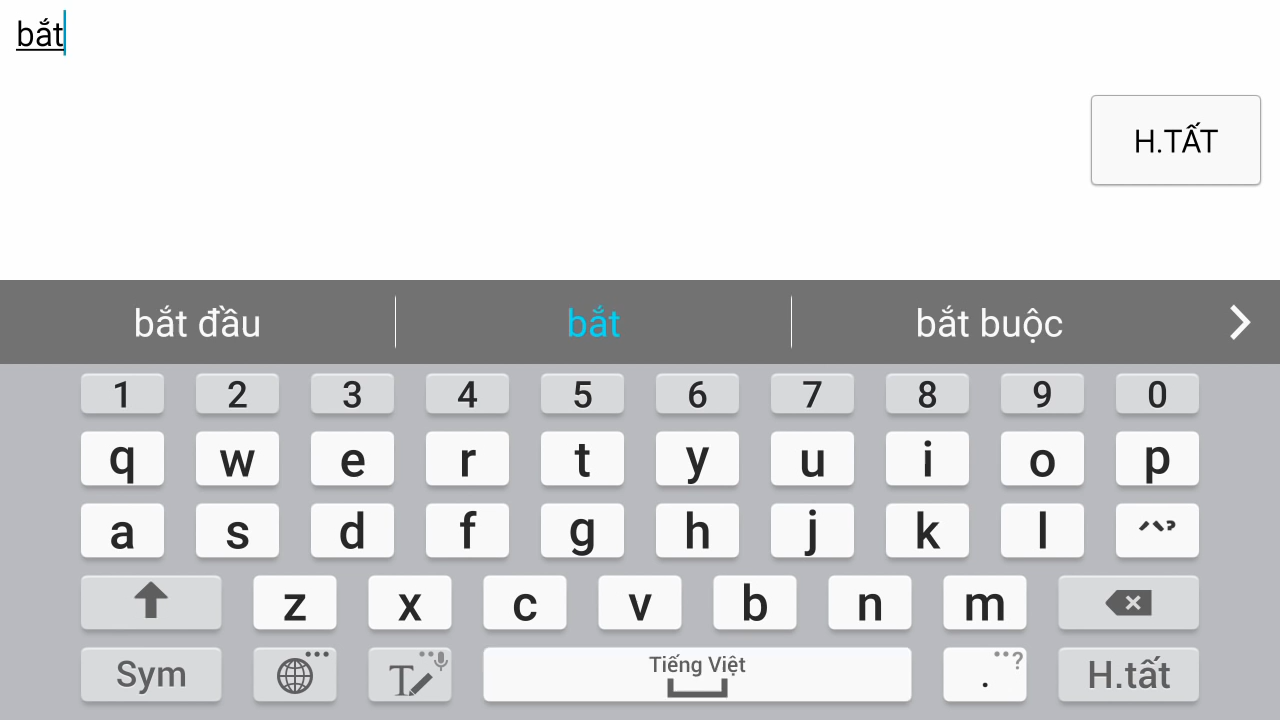 bắt
H.TẤT
bắt đầu bắt bắt buộc
1 2 3 4 5 6 7 8 9 0
q w e r t y u i o p
a s d f g h j k l
z x c v b n m
Sym T Tiếng Việt . ? H.tất